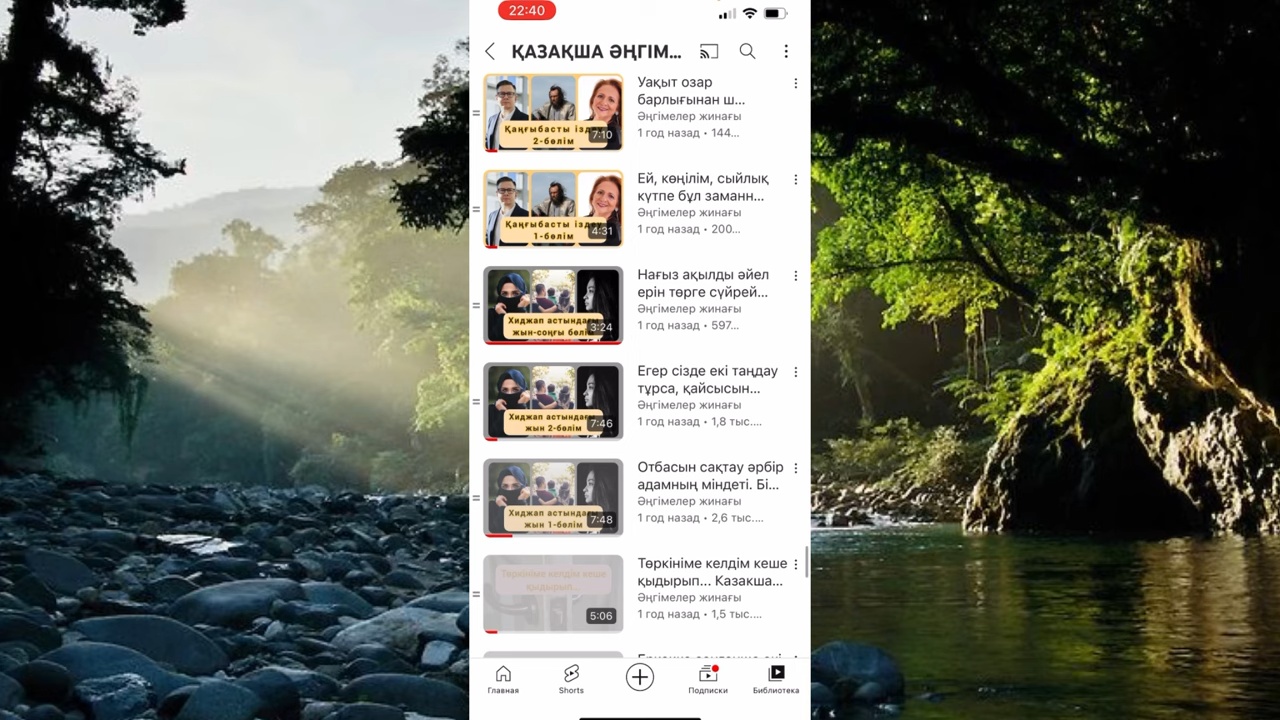 22:40
ҚАЗАҚША ӘҢГІМ...
Қаңғыбасты
2-бөлім
7:10
Уақыт озар
барлығынан ш...
Әңгімелер жинағы
1 год назад • 144...
Қаңғыбасты
1-бөлім
4:31
Ей, көңілім, сыйлық
күтпе бұл заманн...
Әңгімелер жинағы
1 год назад • 200...
Хиджап астында
жын-соңғы
3:24
Нағыз ақылды әйел
ерін төрге сүйрей...
Әңгімелер жинағы
1 год назад • 597...
Хиджап астында
жын 2-бөлім
7:46
Егер сізде екі таңдау
тұрса, қайсысын...
Әңгімелер жинағы
1 год назад • 1,8 тыс....
Хиджап астында
жын 1-бөлім
7:48
Отбасын сақтау әрбір
адамның міндеті. Бі...
Әңгімелер жинағы
1 год назад • 2,6 тыс....
Төркініме келдім кеше
қыдырып...
5:06
Төркініме келдім кеше
қыдырып... Казакша...
Әңгімелер жинағы
1 год назад • 1,5 тыс....
Главная
Shorts
Подписки
Библиотека